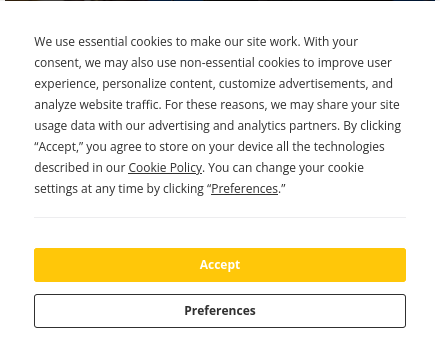 We use essential cookies to make our site work. With your
consent, we may also use non-essential cookies to improve user
experience, personalize content, customize advertisements, and
analyze website traffic. For these reasons, we may share your site
usage data with our advertising and analytics partners. By clicking
“Accept,” you agree to store on your device all the technologies
described in our Cookie Policy. You can change your cookie
settings at any time by clicking “Preferences.”
Accept
Preferences